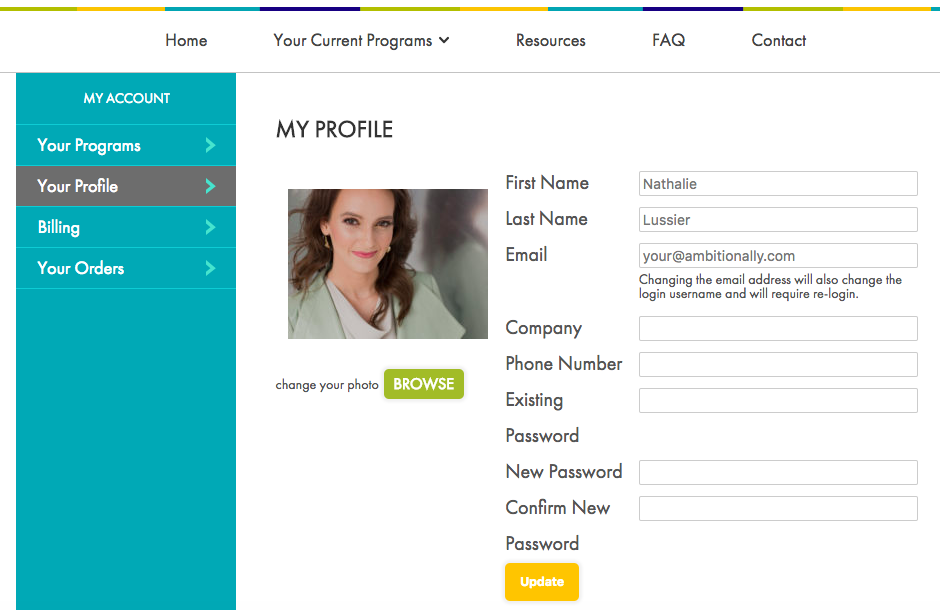 Home Your Current Programs Resources FAQ Contact
MY ACCOUNT
Your Programs
Your Profile
Billing
Your Orders
MY PROFILE
change your photo BROWSE
First Name Nathalie
Last Name Lussier
Email your@ambitionally.com
Changing the email address will also change the
login username and will require re-login.
Company
Phone Number
Existing
Password
New Password
Confirm New
Password
Update